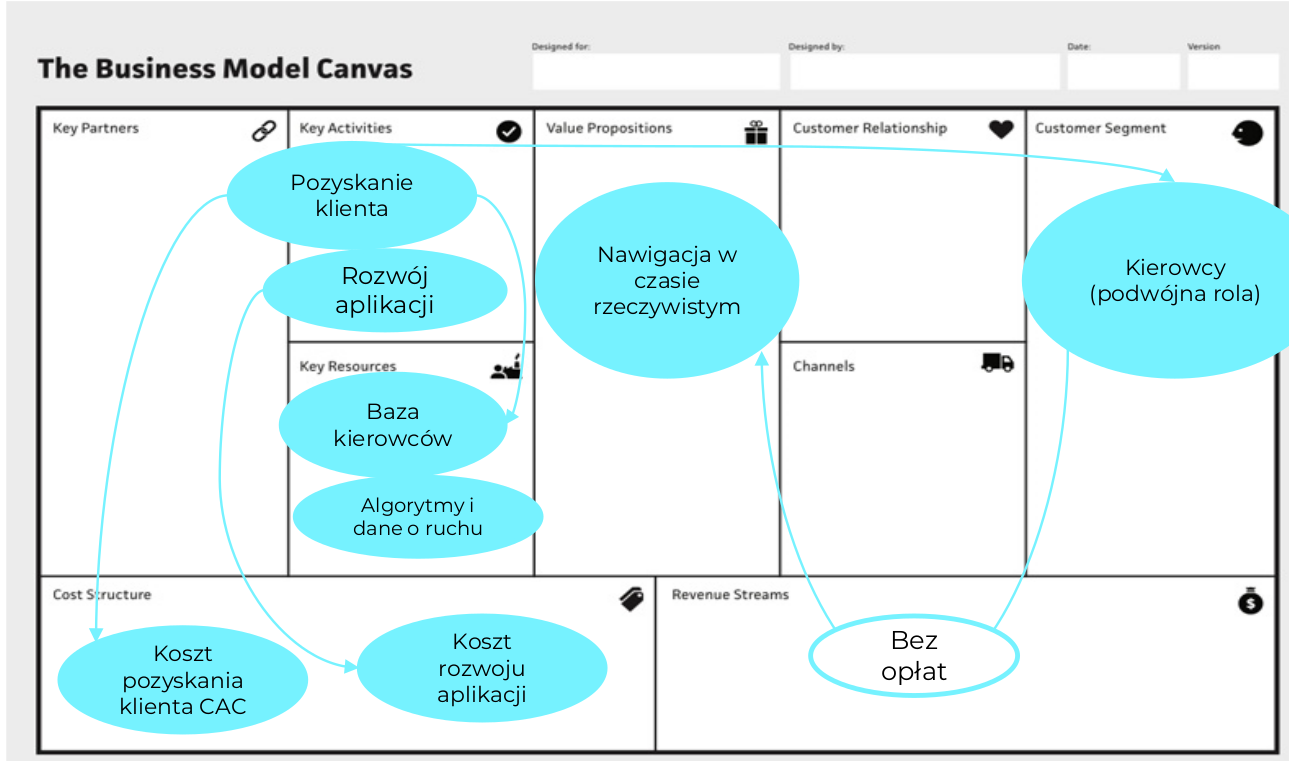 Designed for:
Designed by:
Date:
Version
The Business Model Canvas
Key Partners
Key Activities
Value Propositions
Customer Relationship
Customer Segment
Pozyskanie
klienta
Rozwój
aplikacji
Nawigacja w
czasie
rzeczywistym
Kierowcy
(podwójna rola)
Key Resources
Channels
Baza
kierowców
Algorytmy i
dane o ruchu
Cost Structure
Revenue Streams
Koszt
pozyskania
klienta CAC
Koszt
rozwoju
aplikacji
Bez
opłat
$